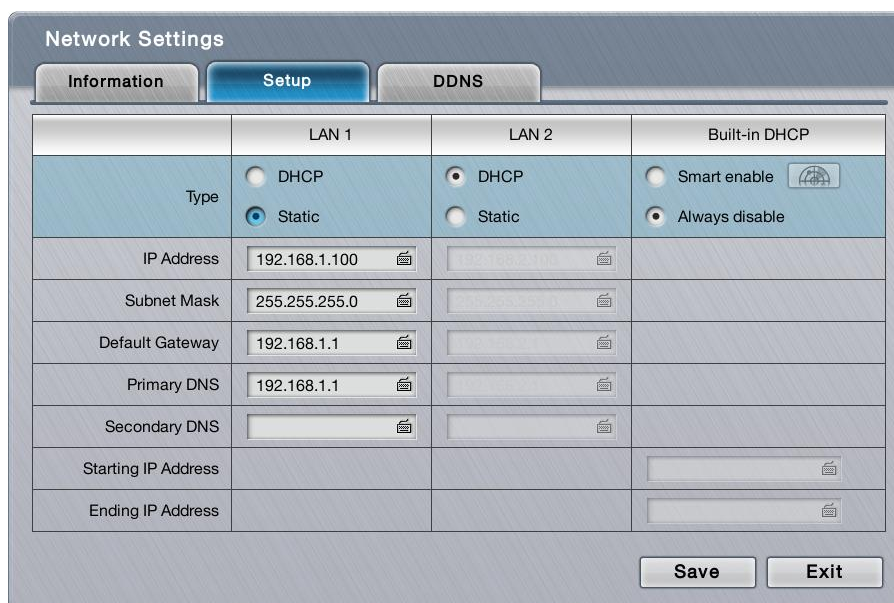 Network Settings
Information Setup DDNS
LAN 1 LAN 2 Built-in DHCP
Type
DHCP DHCP Smart enable
Static Static Always disable
IP Address 192.168.1.100
Subnet Mask 255.255.255.0
Default Gateway 192.168.1.1
Primary DNS 192.168.1.1
Secondary DNS
Starting IP Address
Ending IP Address
Save Exit